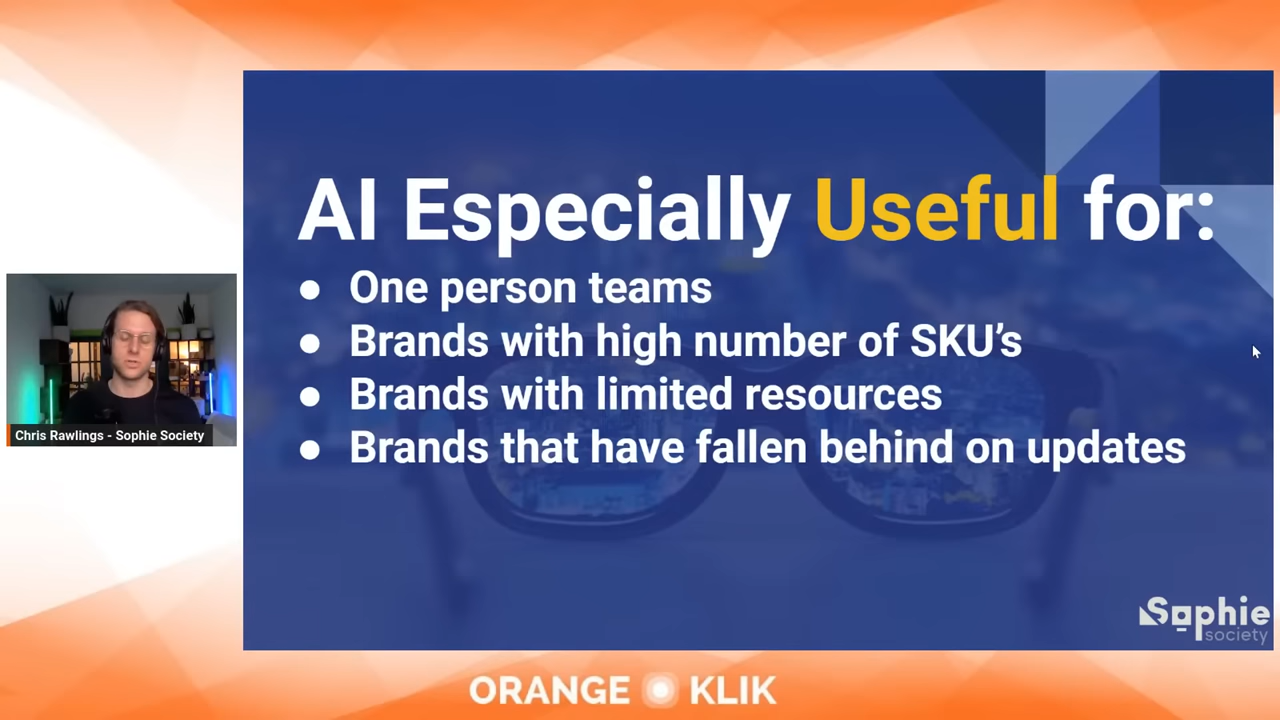 AI Especially Useful for:
● One person teams
● Brands with high number of SKU’s
● Brands with limited resources
● Brands that have fallen behind on updates
Chris Rawlings - Sophie Society
Sophie
society
ORANGE KLIK